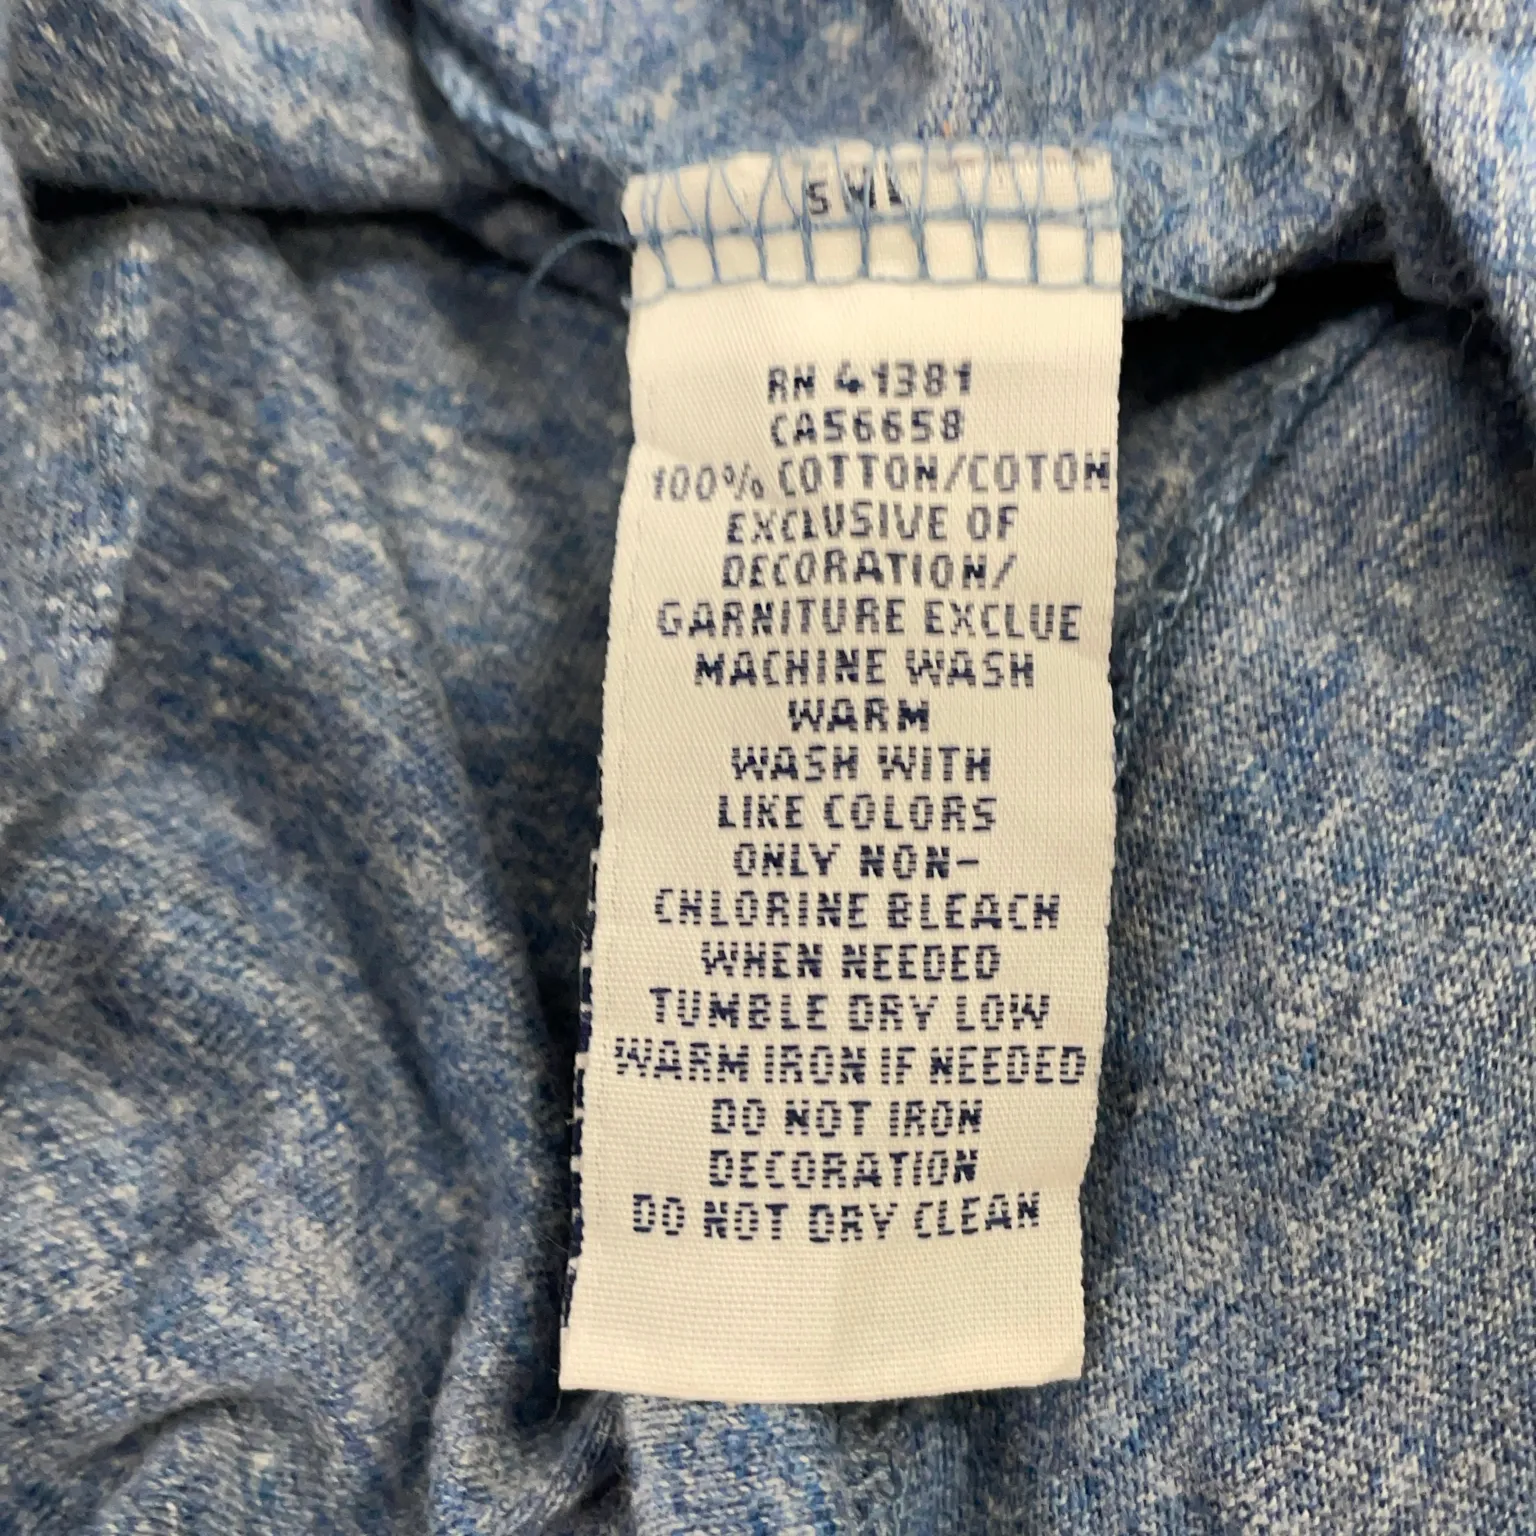 RN 41381
CA56658
100% COTTON/COTON
EXCLUSIVE OF
DECORATION/
GARNITURE EXCLUE
MACHINE WASH
WARM
WASH WITH
LIKE COLORS
ONLY NON-
CHLORINE BLEACH
WHEN NEEDED
TUMBLE DRY LOW
WARM IRON IF NEEDED
DO NOT IRON
DECORATION
DO NOT DRY CLEAN